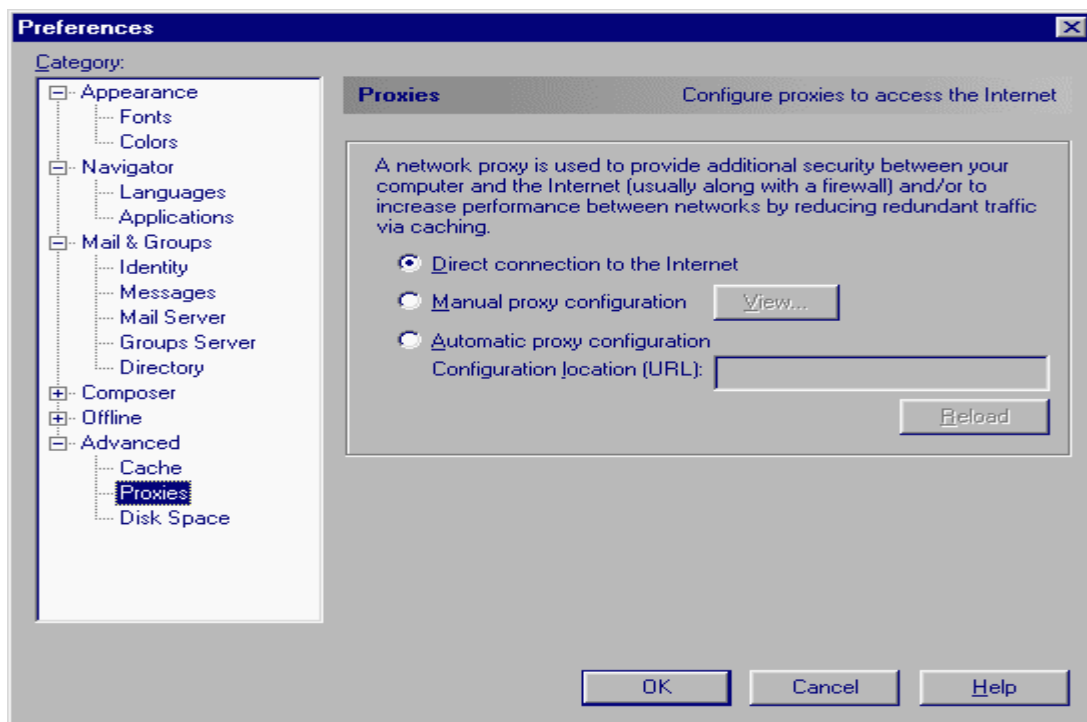 Preferences
Category:
Appearance
Fonts
Colors
Navigator
Languages
Applications
Mail & Groups
Identity
Messages
Mail Server
Groups Server
Directory
Composer
Offline
Advanced
Cache
Proxies
Disk Space
Proxies Configure proxies to access the Internet
A network proxy is used to provide additional security between your
computer and the Internet (usually along with a firewall) and/or to
increase performance between networks by reducing redundant traffic
via caching.
Direct connection to the Internet
Manual proxy configuration View...
Automatic proxy configuration
Configuration location (URL):
Reload
OK Cancel Help